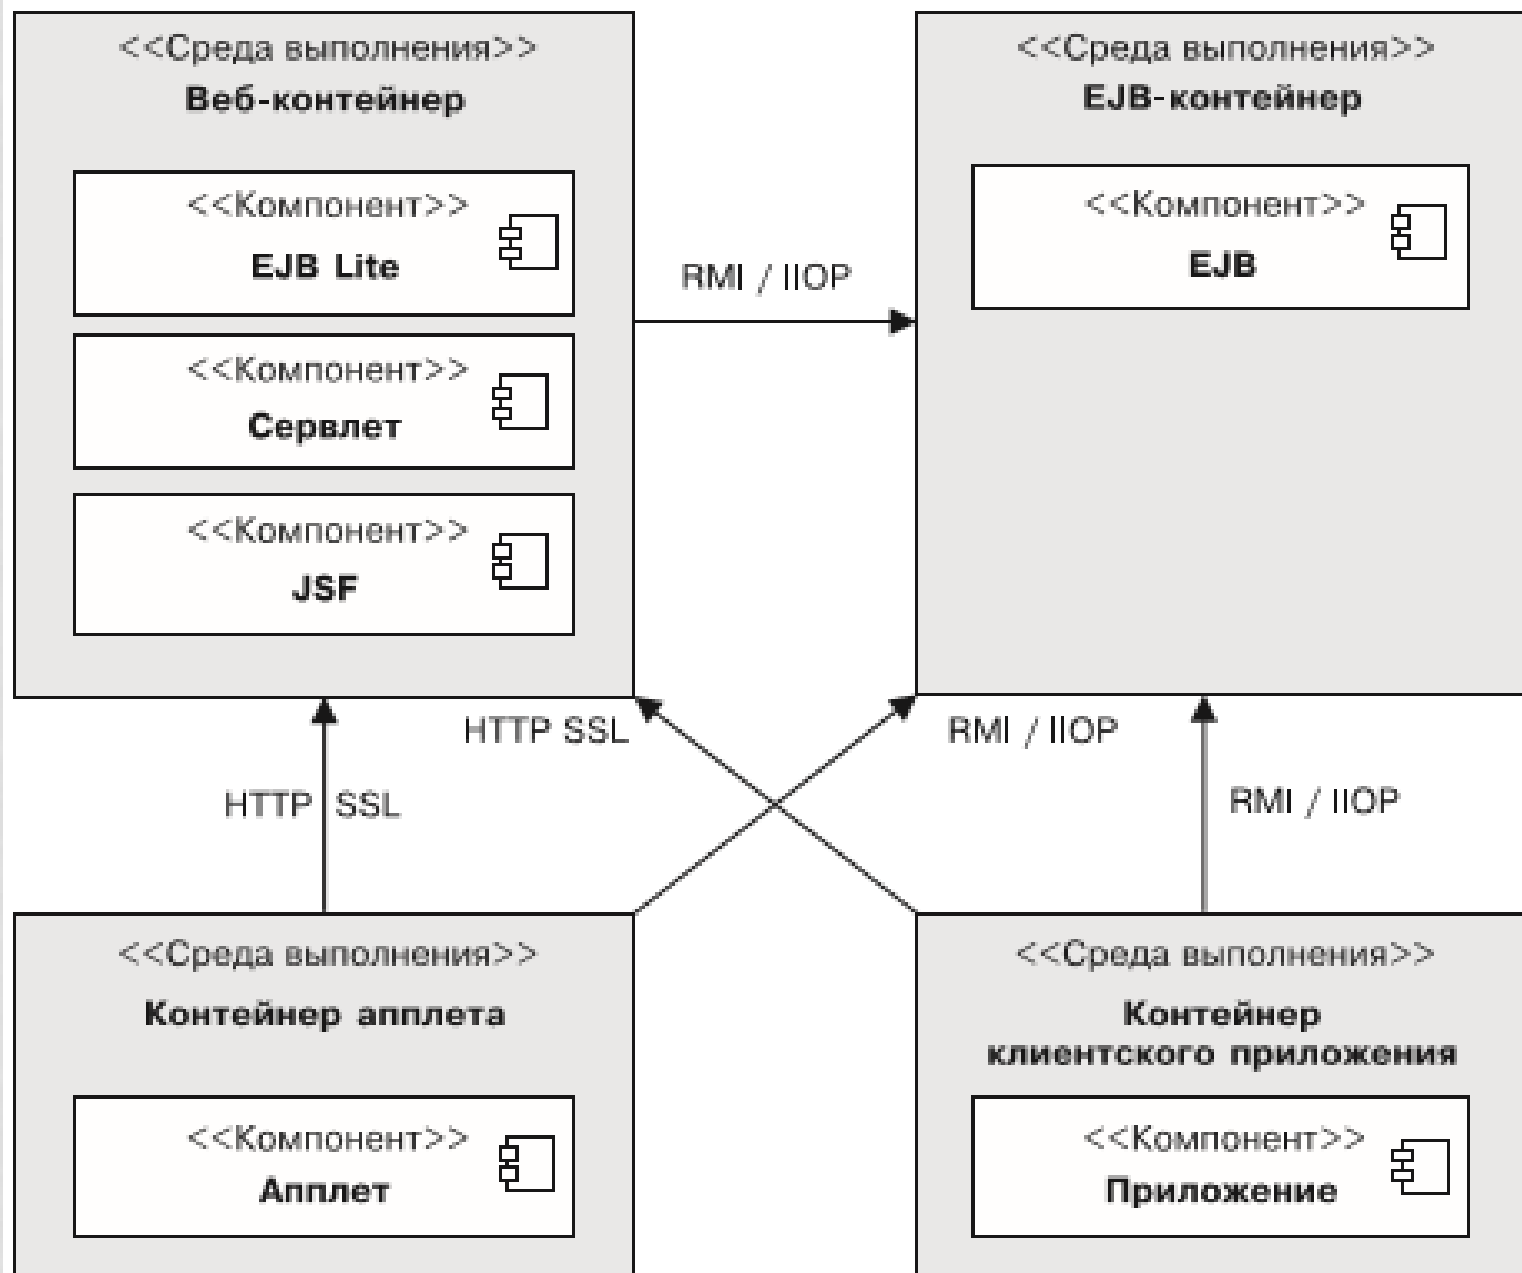 <<Среда выполнения>>
Веб-контейнер
<<Компонент>>
EJB Lite
<<Компонент>>
Сервлет
<<Компонент>>
JSF
RMI / IIOP
<<Среда выполнения>>
EJB-контейнер
<<Компонент>>
EJB
HTTP SSL
HTTP SSL
RMI / IIOP
RMI / IIOP
<<Среда выполнения>>
Контейнер апплета
<<Компонент>>
Апплет
<<Среда выполнения>>
Контейнер
клиентского приложения
<<Компонент>>
Приложение